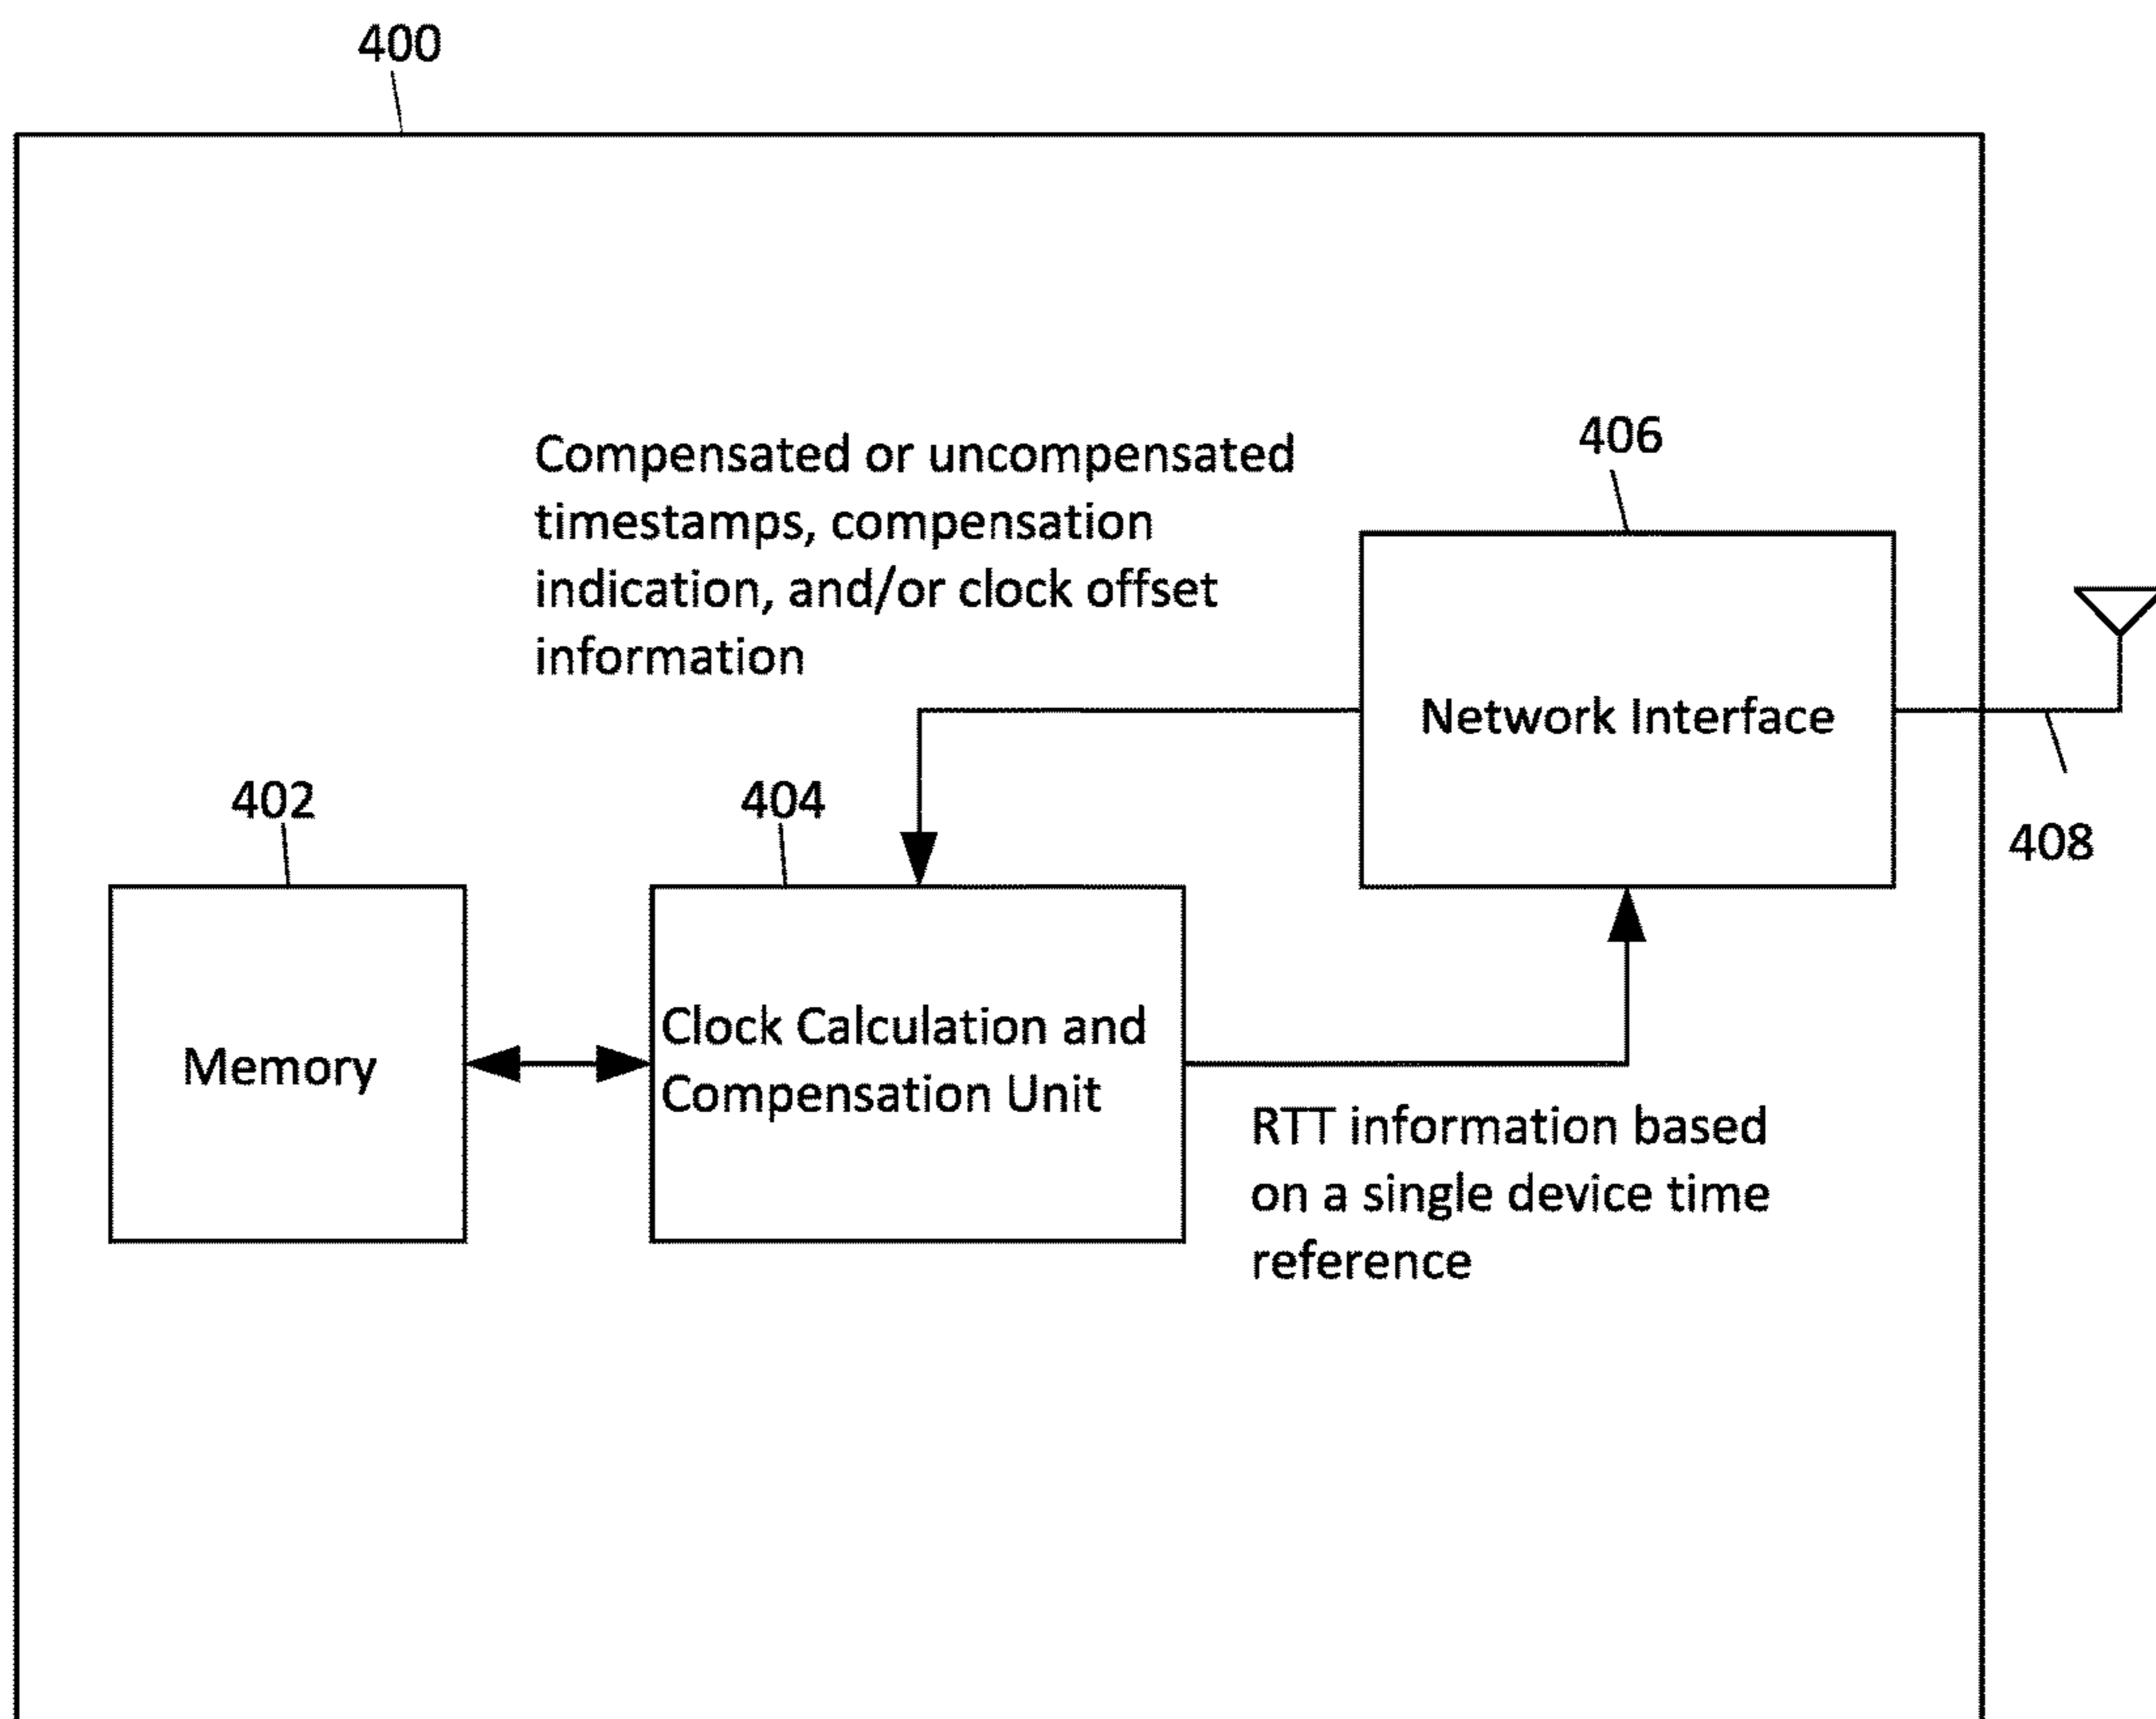 400
Compensated or uncompensated
timestamps, compensation
indication, and/or clock offset
information
406
Network Interface
408
402
404
Memory
Clock Calculation and
Compensation Unit
RTT information based
on a single device time
reference